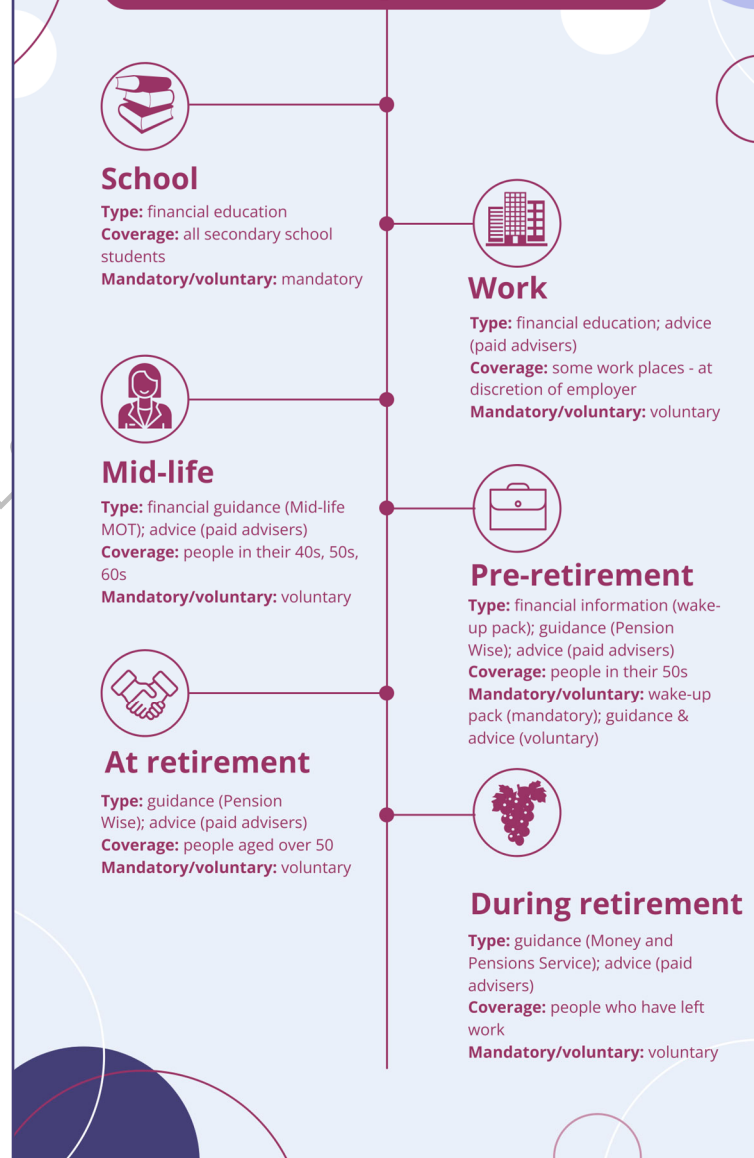 School
Type: financial education
Coverage: all secondary school
students
Mandatory/voluntary: mandatory
Work
Type: financial education; advice
(paid advisers)
Coverage: some work places - at
discretion of employer
Mandatory/voluntary: voluntary
Mid-life
Type: financial guidance (Mid-life
MOT); advice (paid advisers)
Coverage: people in their 40s, 50s,
60s
Mandatory/voluntary: voluntary
Pre-retirement
Type: financial information (wake-
up pack); guidance (Pension
Wise); advice (paid advisers)
Coverage: people in their 50s
Mandatory/voluntary: wake-up
pack (mandatory); guidance &
advice (voluntary)
At retirement
Type: guidance (Pension
Wise); advice (paid advisers)
Coverage: people aged over 50
Mandatory/voluntary: voluntary
During retirement
Type: guidance (Money and
Pensions Service); advice (paid
advisers)
Coverage: people who have left
work
Mandatory/voluntary: voluntary